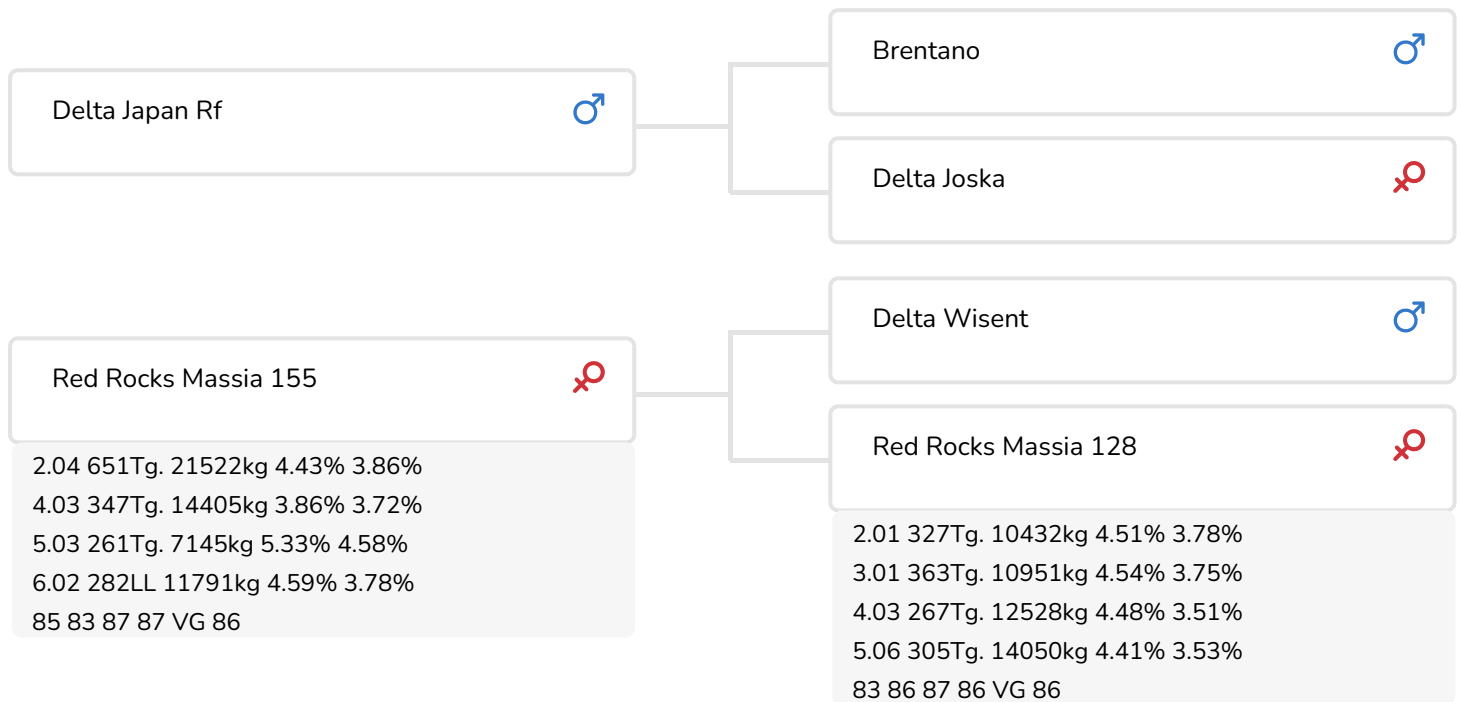 Delta Japan Rf
Brentano
Delta Joska
Red Rocks Massia 155
2.04 651Tg. 21522kg 4.43% 3.86%
4.03 347Tg. 14405kg 3.86% 3.72%
5.03 261Tg. 7145kg 5.33% 4.58%
6.02 282LL 11791kg 4.59% 3.78%
85 83 87 87 VG 86
Delta Wisent
Red Rocks Massia 128
2.01 327Tg. 10432kg 4.51% 3.78%
3.01 363Tg. 10951kg 4.54% 3.75%
4.03 267Tg. 12528kg 4.48% 3.51%
5.06 305Tg. 14050kg 4.41% 3.53%
83 86 87 86 VG 86